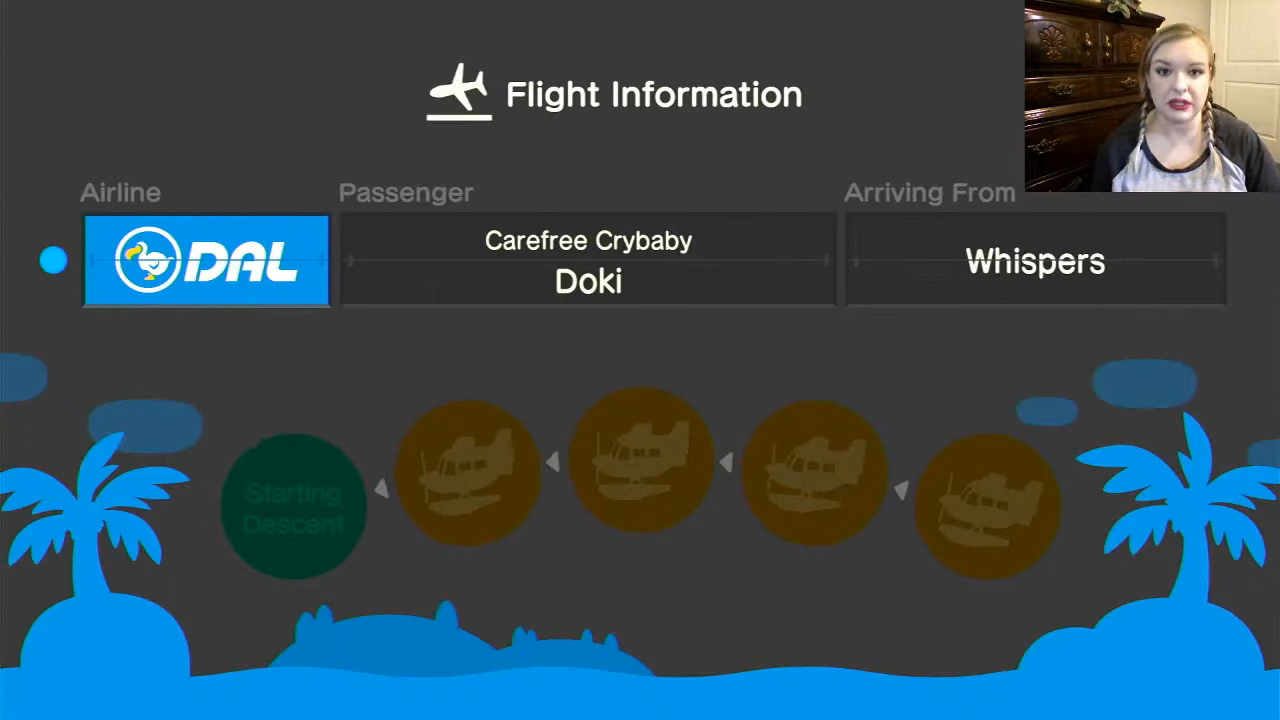 Flight Information
Airline
Passenger
Arriving From
DAL
Carefree Crybaby
Doki
Whispers
Starting
Descent